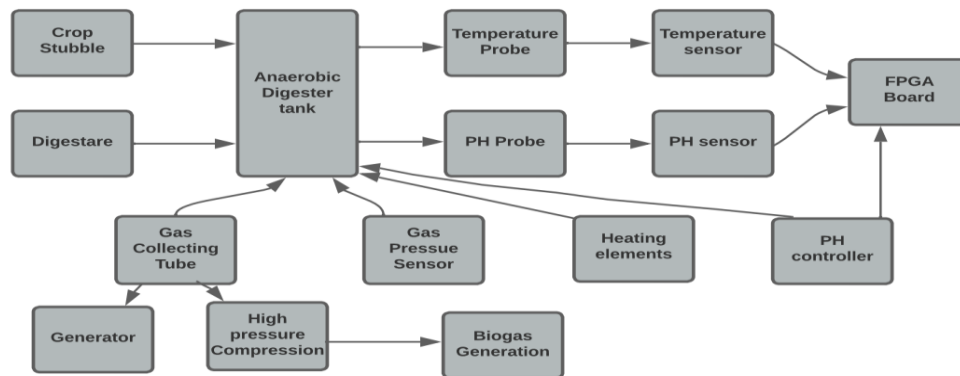 Crop
Stubble
Anaerobic
Digester
tank
Temperature
Probe
Temperature
sensor
FPGA
Board
Digestare
PH Probe
PH sensor
Gas
Collecting
Tube
Gas
Pressue
Sensor
Heating
elements
PH
controller
Generator
High
pressure
Compression
Biogas
Generation